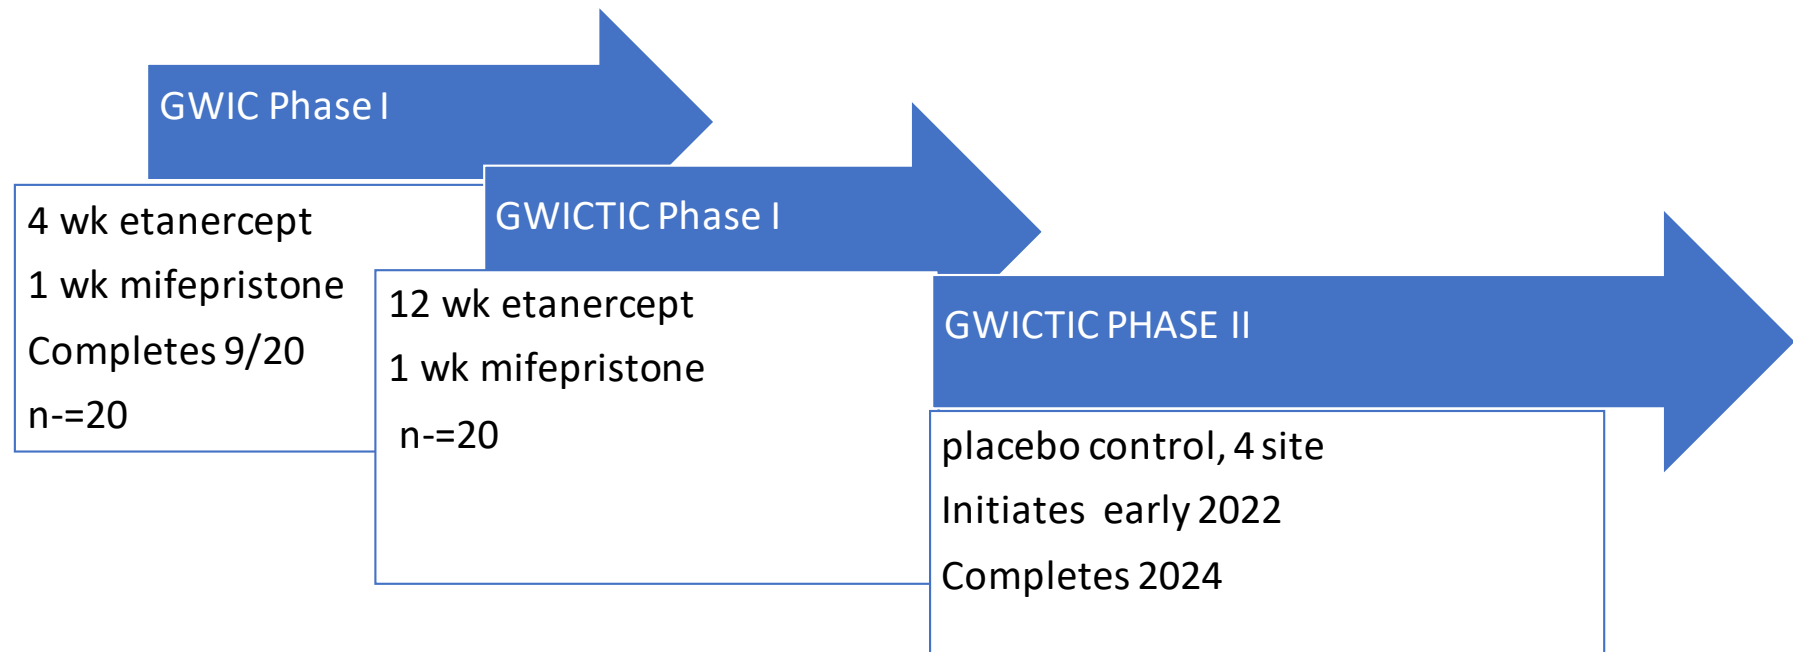 GWIC Phase I
4 wk etanercept
1 wk mifepristone
Completes 9/20
n-=20
GWICTIC Phase I
12 wk etanercept
1 wk mifepristone
n-=20
GWICTIC PHASE II
placebo control, 4 site
Initiates early 2022
Completes 2024